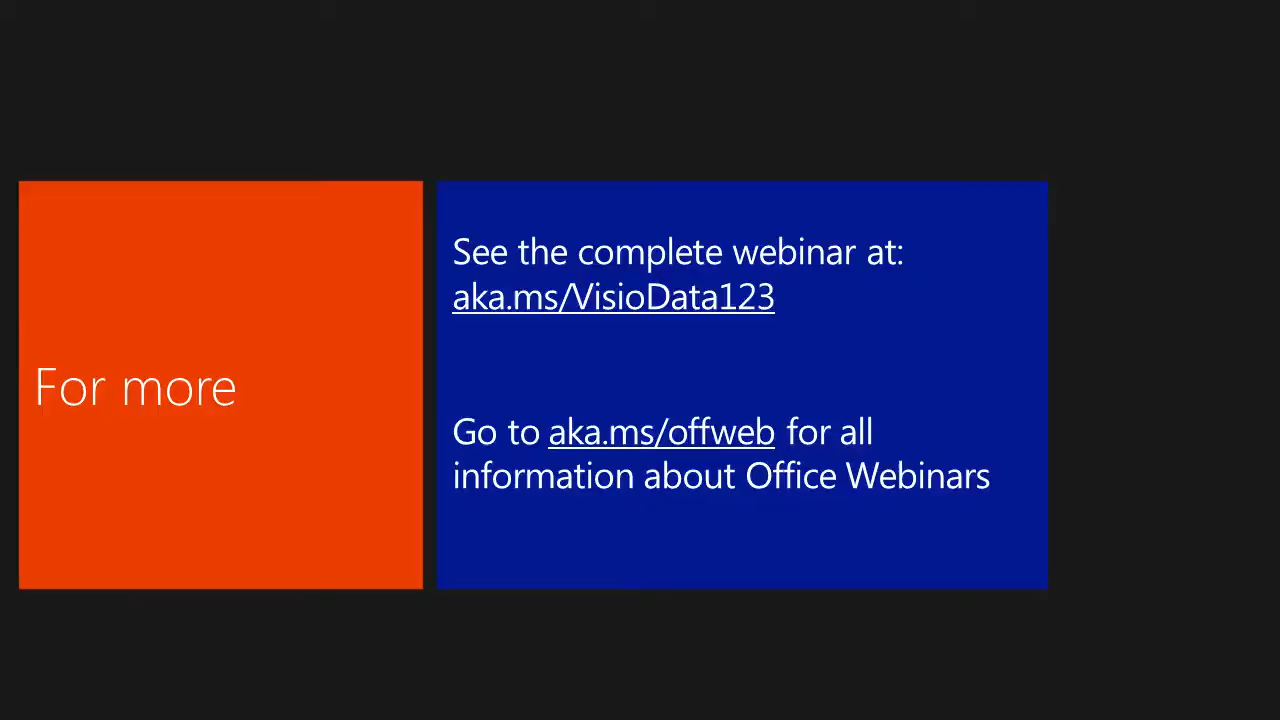 For more
See the complete webinar at:
aka.ms/VisioData123
Go to aka.ms/offweb for all
information about Office Webinars